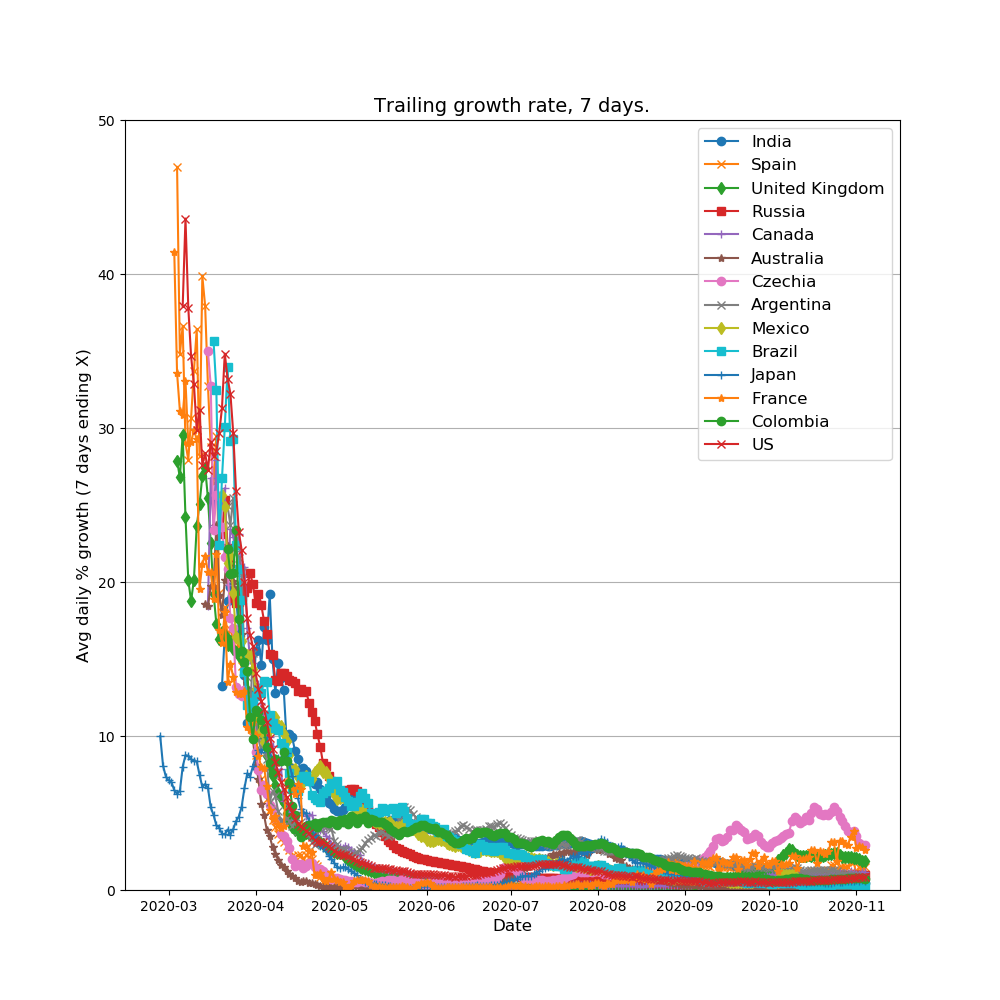 Trailing growth rate, 7 days.
50
40
30
20
10
0
Avg daily % growth (7 days ending X)
India
Spain
United Kingdom
Russia
Canada
Australia
Czechia
Argentina
Mexico
Brazil
Japan
France
Colombia
US
2020-03 2020-04 2020-05 2020-06 2020-07 2020-08 2020-09 2020-10 2020-11
Date